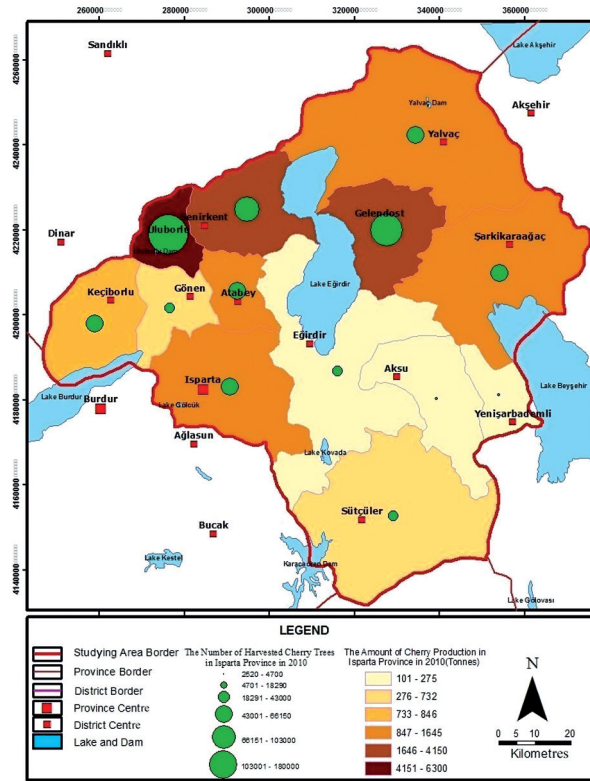 260000 280000 300000 320000 340000 360000
4260000
4240000
4220000
4200000
4180000
4160000
4140000
Sandıklı
Lake Akşehir
Akşehir
Yalvaç Dam
Yalvaç
Dinar
Uluborlu
Senirkent
Gelendost
Şarkikaraağaç
Keçiborlu
Gönen
Atabey
Lake Eğirdir
Eğirdir
Aksu
Isparta
Lake Burdur
Burdur
Lake Gölcük
Lake Beyşehir
Yenişarbademli
Ağlasun
Lake Kovada
Sütçüler
Bucak
Lake Kestel
Karacaören Dam
Lake Gölovası
LEGEND
Studying Area Border
Province Border
District Border
Province Centre
District Centre
Lake and Dam
The Number of Harvested Cherry Trees
in Isparta Province in 2010
2520 - 4700
4701 - 18290
18291 - 43000
43001 - 66150
66151 - 103000
103001 - 180000
The Amount of Cherry Production in
Isparta Province in 2010(Tonnes)
101 - 275
276 - 732
733 - 846
847 - 1645
1646 - 4150
4151 - 6300
N
0 5 10 20
Kilometres